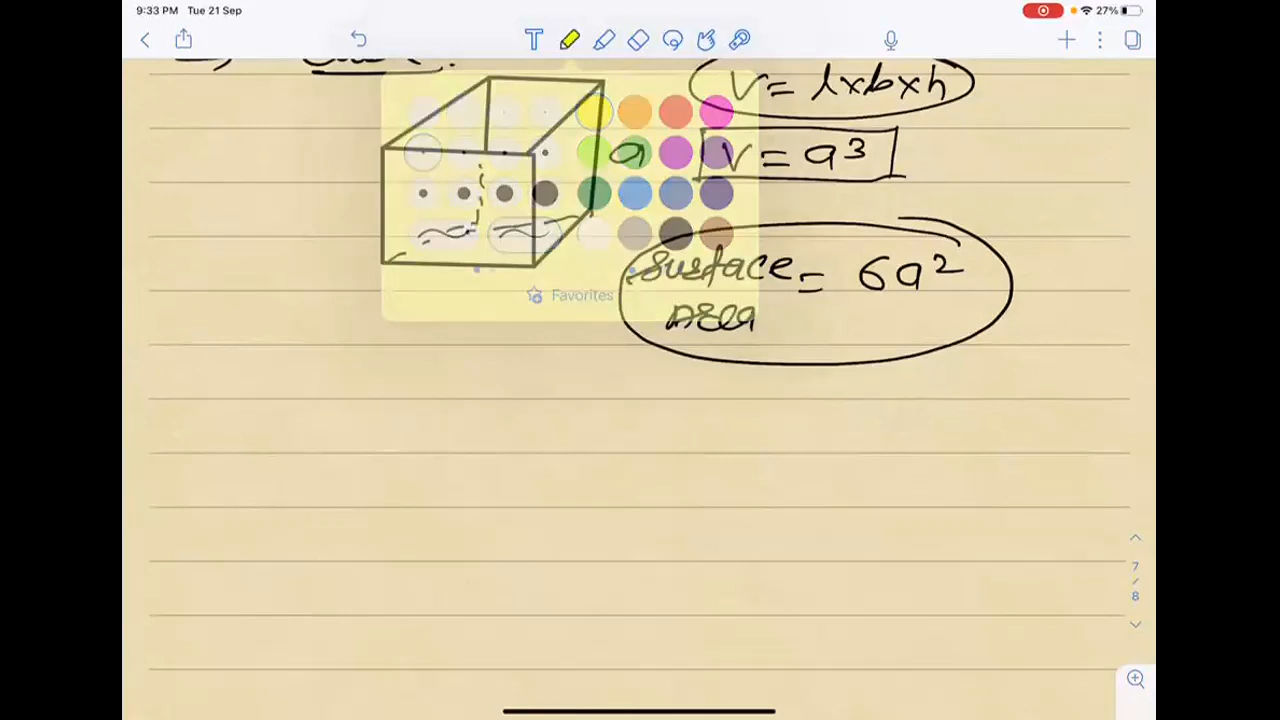 9:33 PM Tue 21 Sep
27%
T
V = l×b×h
a
V = a³
Surface = 6a²
Area
Favorites
7
/
8